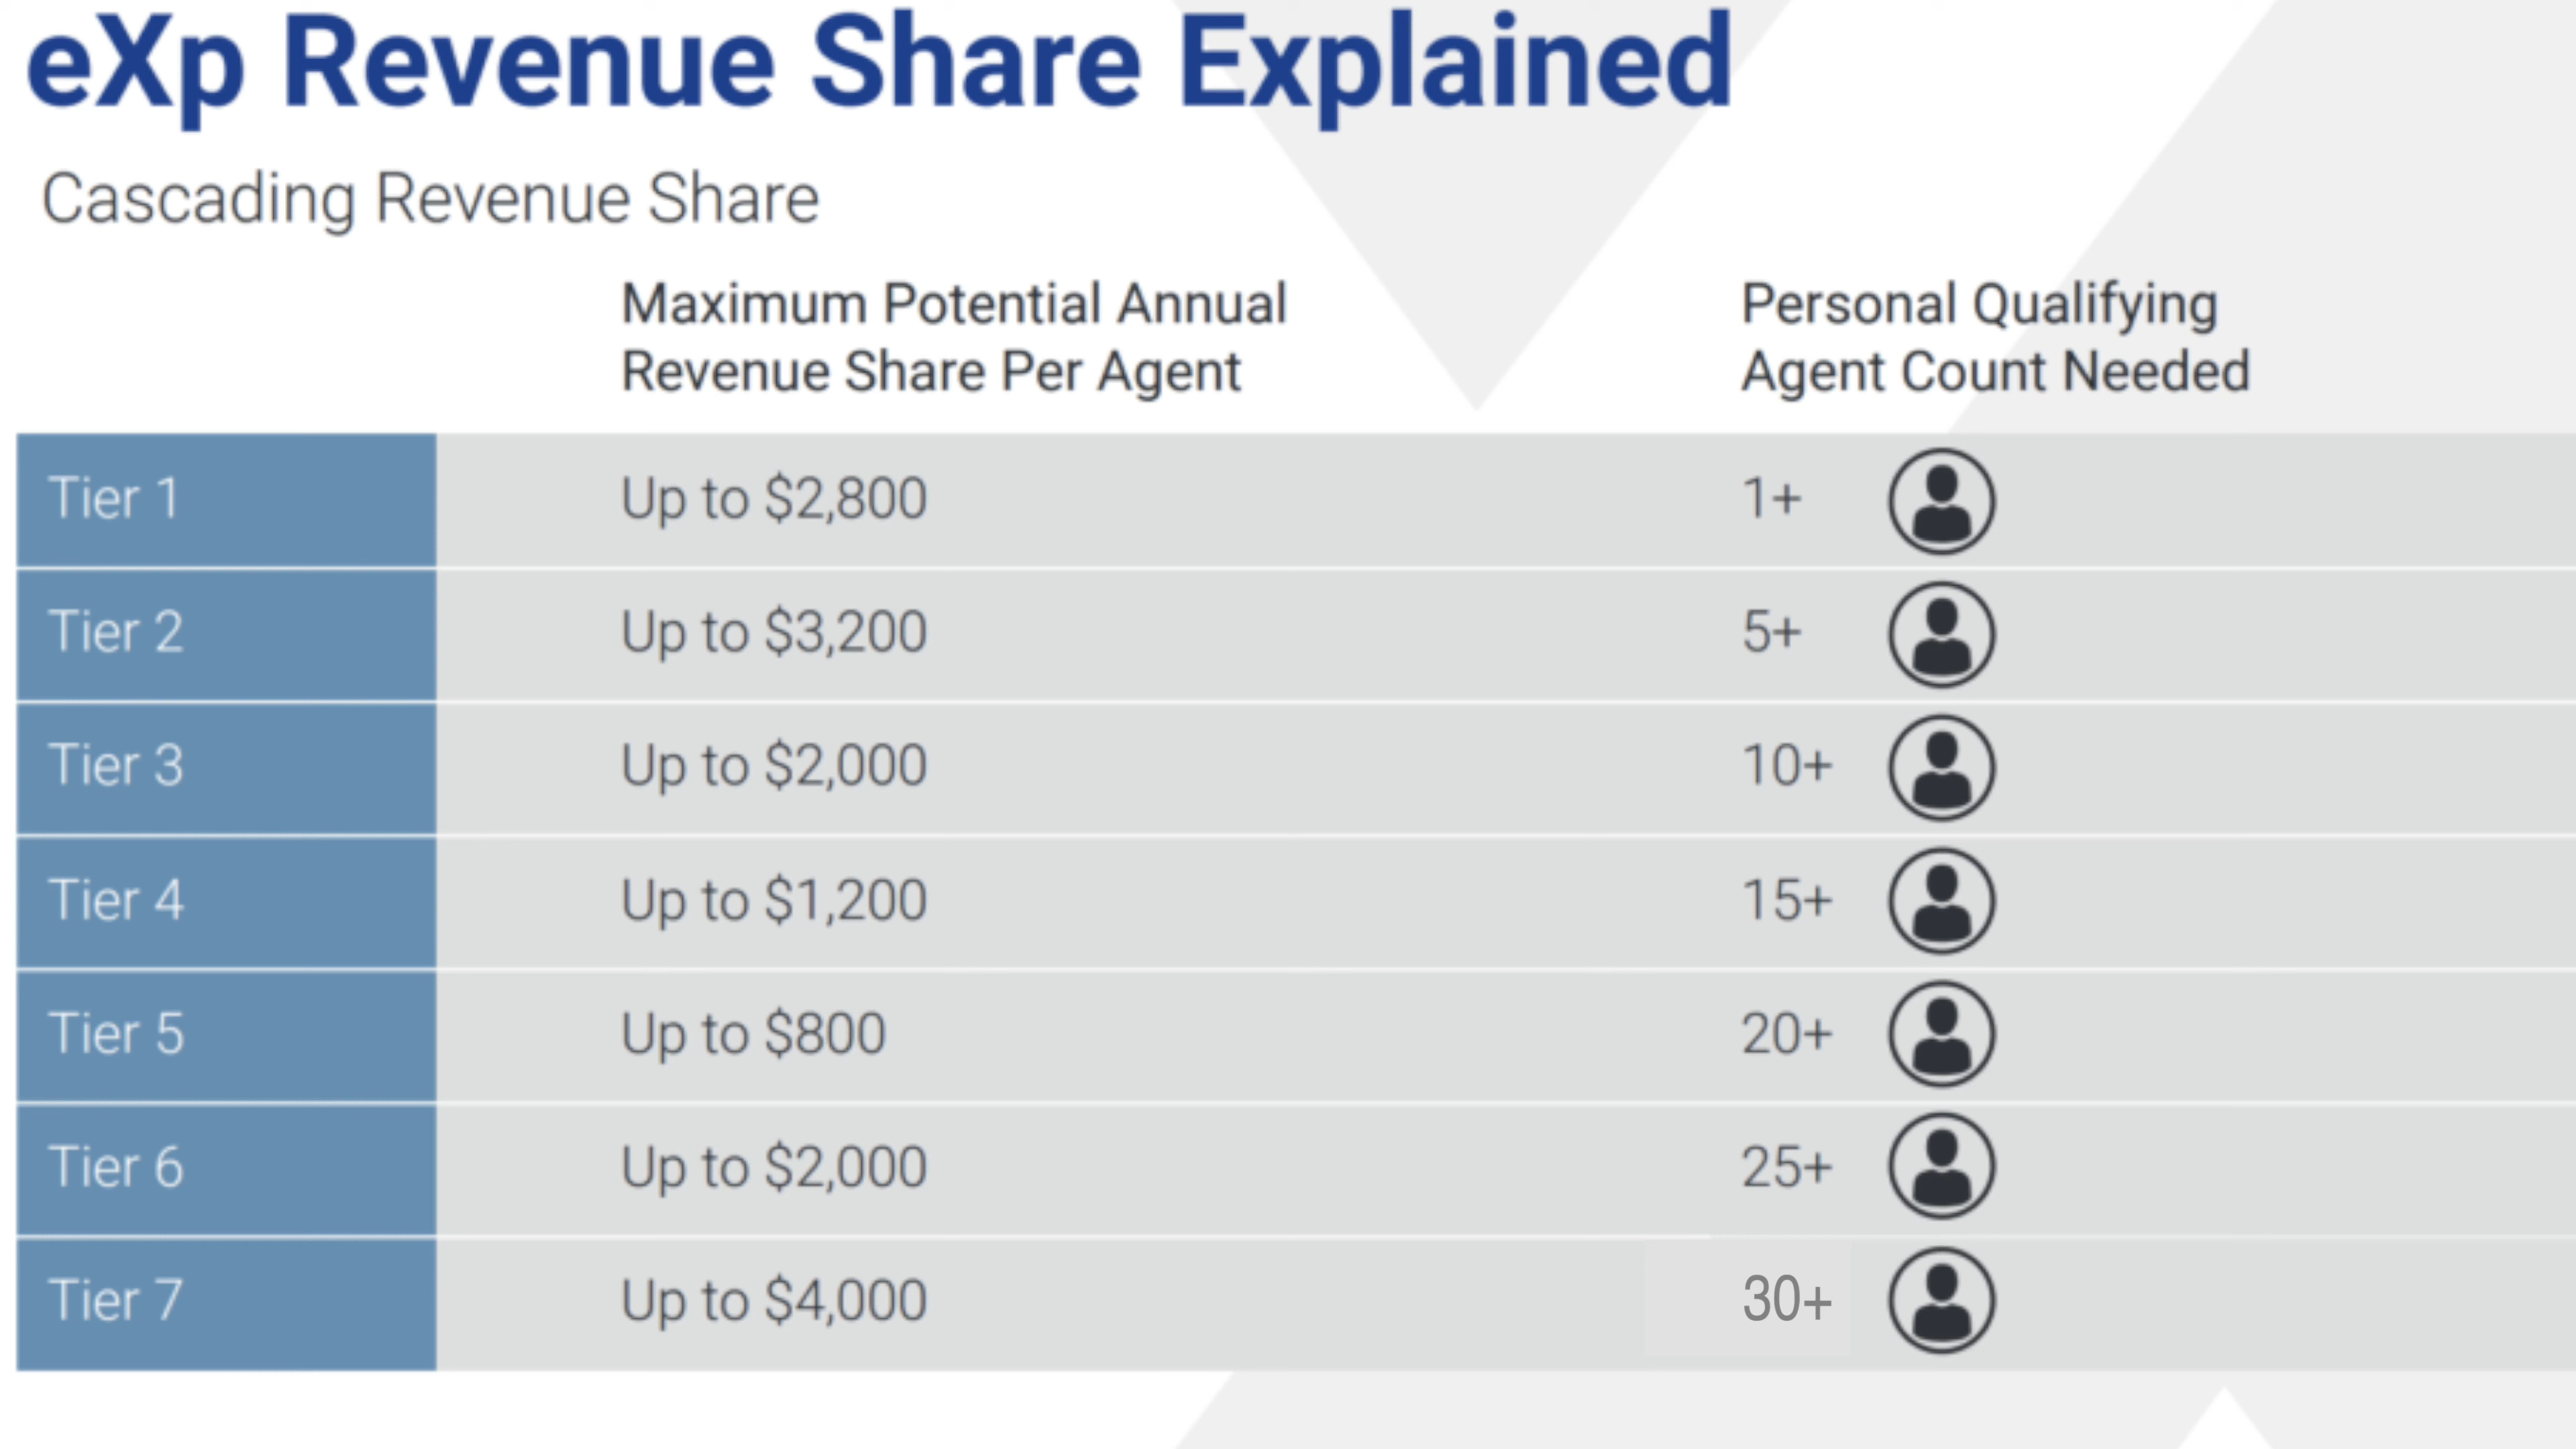 eXp Revenue Share Explained
Cascading Revenue Share
Maximum Potential Annual
Revenue Share Per Agent
Personal Qualifying
Agent Count Needed
Tier 1 Up to $2,800 1+
Tier 2 Up to $3,200 5+
Tier 3 Up to $2,000 10+
Tier 4 Up to $1,200 15+
Tier 5 Up to $800 20+
Tier 6 Up to $2,000 25+
Tier 7 Up to $4,000 30+